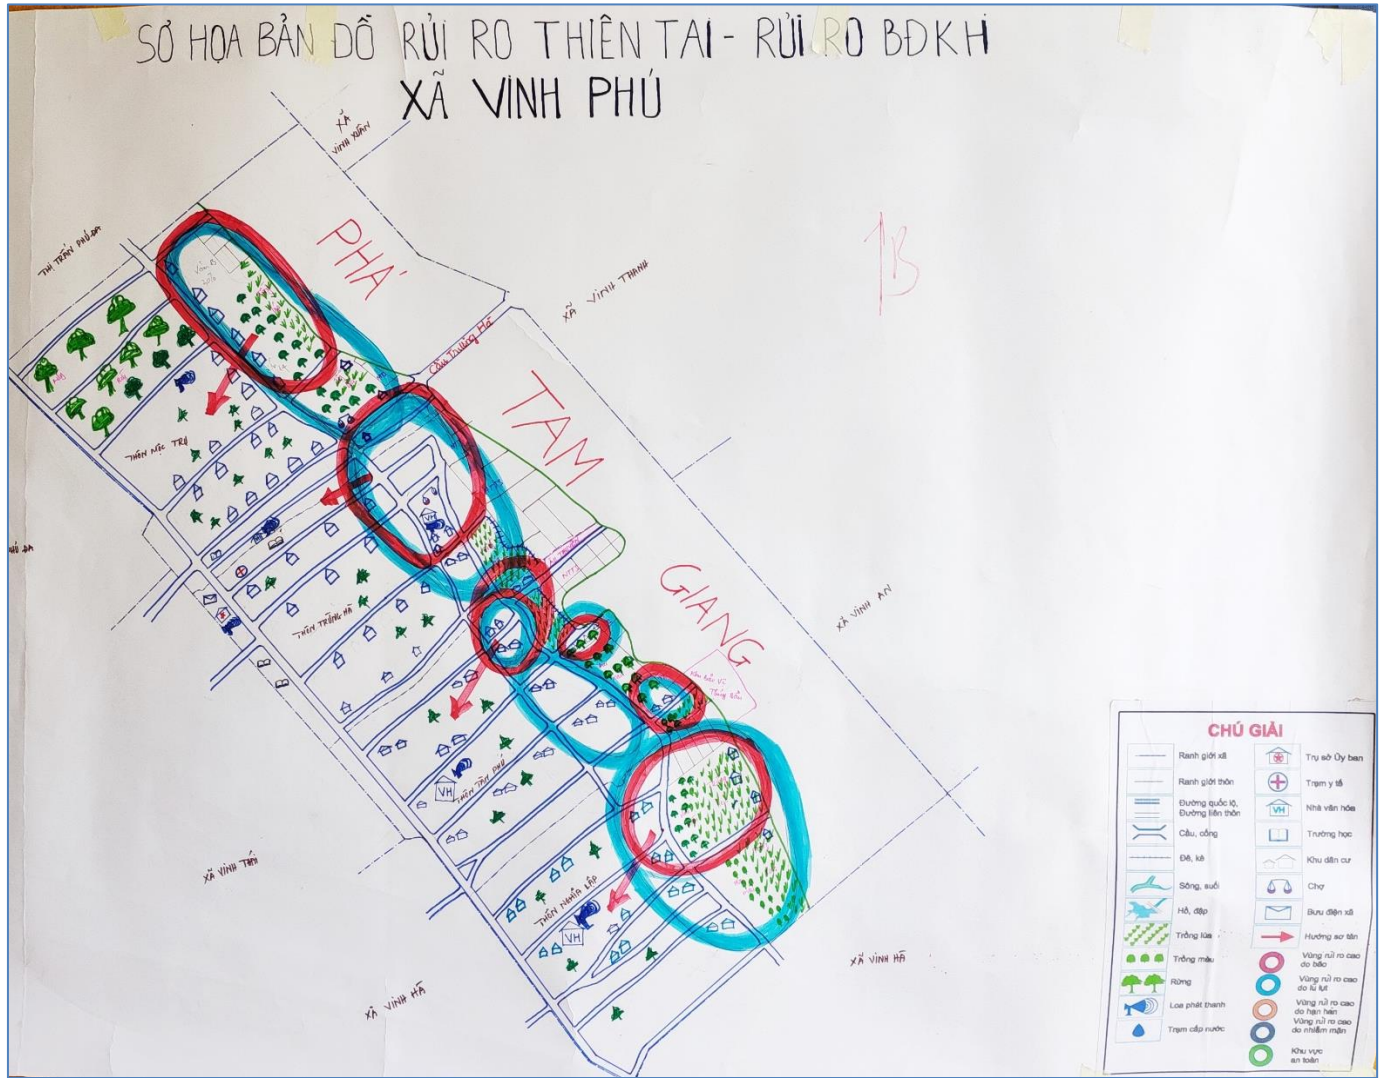 SƠ HỌA BẢN ĐỒ RỦI RO THIÊN TAI - RỦI RO BĐKH
XÃ VINH PHÚ
XÃ
VINH XUÂN
THỊ TRẤN PHÚ ĐA
PHÁ
XÃ VINH THANH
Cầu Trường Hà
TAM
THÔN MỘC TRỤ
VH
GIANG
XÃ VINH AN
THÔN TRƯỜNG HÀ
NTTS
THÔN TÂN PHÚ
VH
XÃ VINH THÁI
THÔN NGHĨA LẬP
VH
XÃ VINH HÀ
XÃ VINH HÀ
B
CHÚ GIẢI
Ranh giới xã
Ranh giới thôn
Đường quốc lộ,
Đường liên thôn
Cầu, cống
Đê, kè
Sông, suối
Hồ, đập
Trồng lúa
Trồng màu
Rừng
Loa phát thanh
Trạm cấp nước
Trụ sở Ủy ban
Trạm y tế
VH
Nhà văn hóa
Trường học
Khu dân cư
Chợ
Bưu điện xã
Hướng sơ tán
Vùng rủi ro cao
do bão
Vùng rủi ro cao
do lũ lụt
Vùng rủi ro cao
do hạn hán
Vùng rủi ro cao
do nhiễm mặn
Khu vực
an toàn